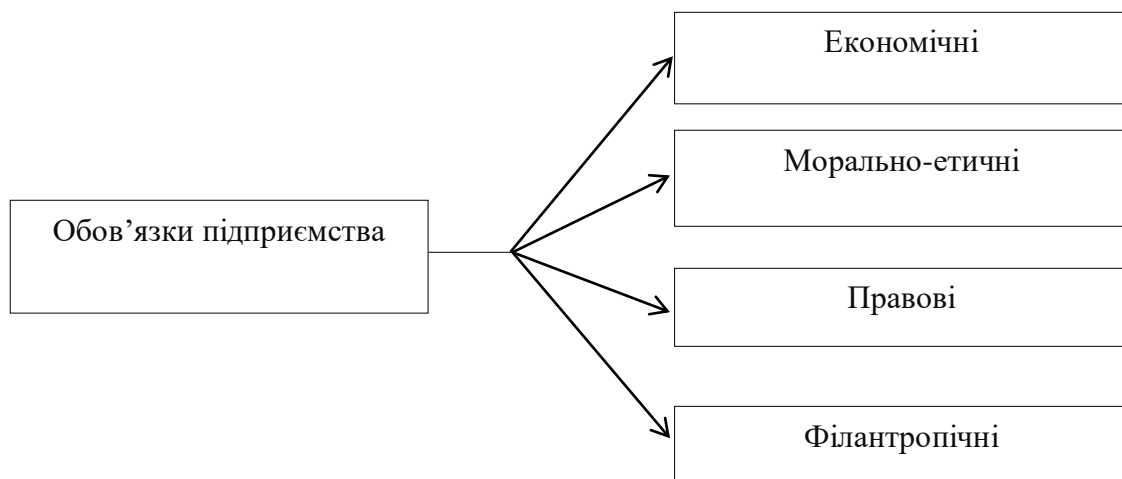 Економічні
Морально-етичні
Обов’язки підприємства
Правові
Філантропічні